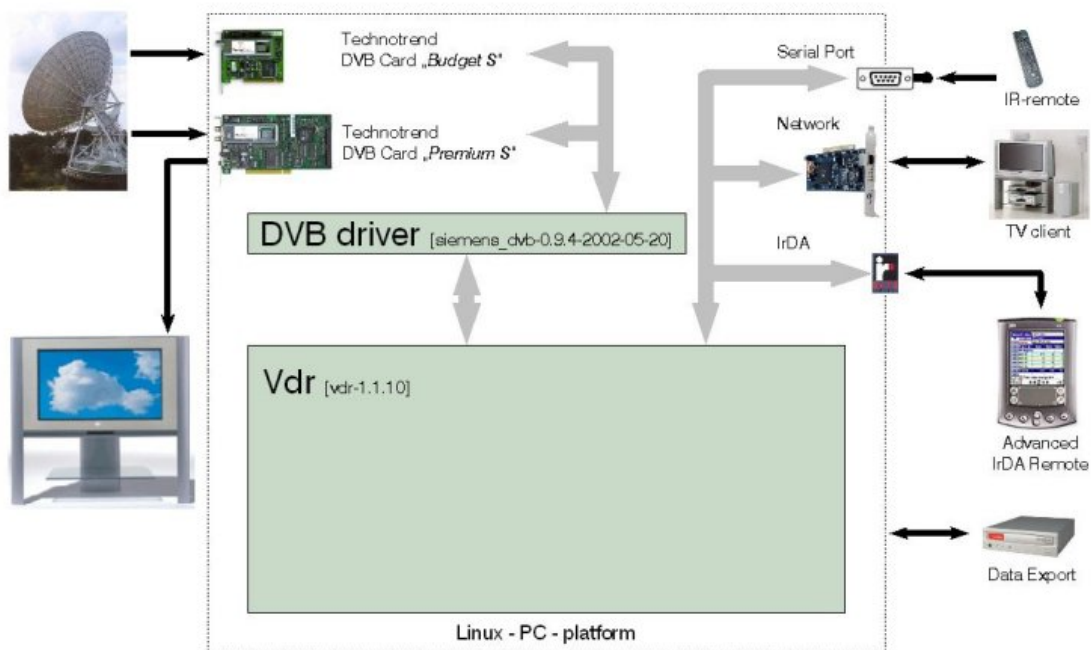 Technotrend
DVB Card „Budget S“
Technotrend
DVB Card „Premium S“
DVB driver [siemens_dvb-0.9.4-2002-05-20]
Vdr [vdr-1.1.10]
Linux - PC - platform
Serial Port
IR-remote
Network
TV client
IrDA
Advanced
IrDA Remote
Data Export